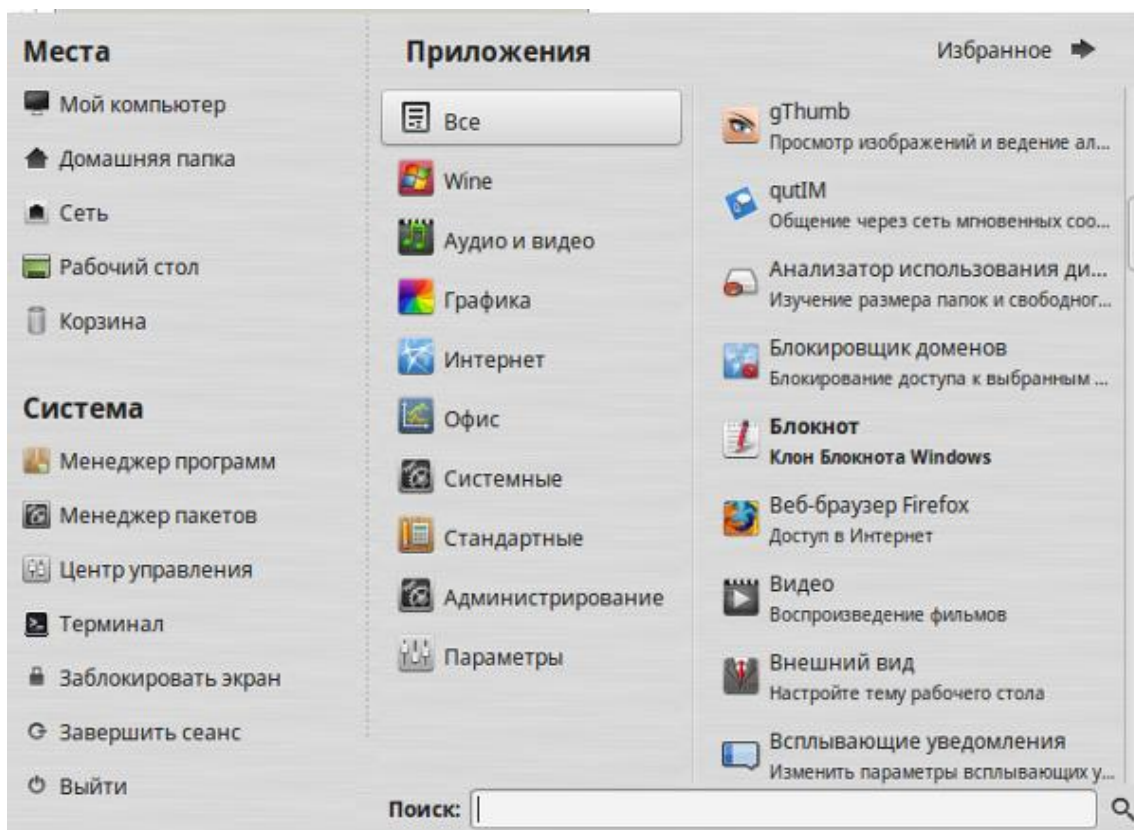 Места
Мой компьютер
Домашняя папка
Сеть
Рабочий стол
Корзина
Система
Менеджер программ
Менеджер пакетов
Центр управления
Терминал
Заблокировать экран
Завершить сеанс
Выйти
Приложения
Избранное
Все
Wine
Аудио и видео
Графика
Интернет
Офис
Системные
Стандартные
Администрирование
Параметры
gThumb
Просмотр изображений и ведение ал...
qutIM
Общение через сеть мгновенных соо...
Анализатор использования ди...
Изучение размера папок и свободног...
Блокировщик доменов
Блокирование доступа к выбранным ...
Блокнот
Клон Блокнота Windows
Веб-браузер Firefox
Доступ в Интернет
Видео
Воспроизведение фильмов
Внешний вид
Настройте тему рабочего стола
Всплывающие уведомления
Изменить параметры всплывающих у...
Поиск: